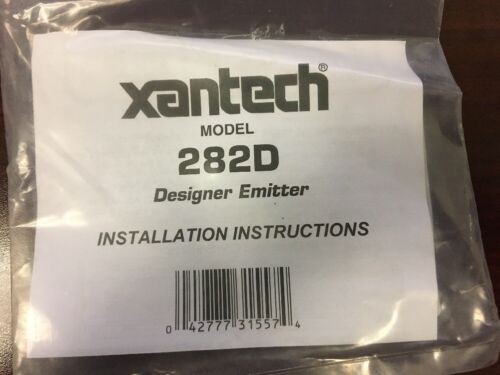 xantech®
MODEL
282D
Designer Emitter
INSTALLATION INSTRUCTIONS
0 42777 31557 4